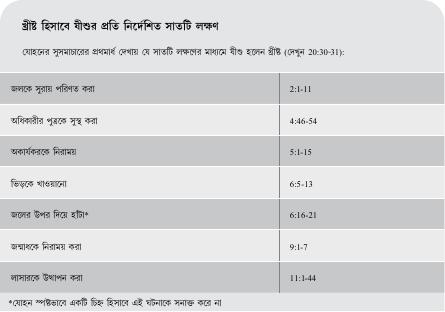 খ্রীষ্ট হিসাবে যীশুর প্রতি নির্দেশিত সাতটি লক্ষণ
যোহনের সুসমাচারের প্রথমার্ধ দেখায় যে সাতটি লক্ষণের মাধ্যমে যীশু হলেন খ্রীষ্ট (দেখুন 20:30-31):
জলকে সুরায় পরিণত করা 2:1-11
অধিকারীর পুত্রকে সুস্থ করা 4:46-54
অকার্যকরকে নিরাময় 5:1-15
ভিড়কে খাওয়ানো 6:5-13
জলের উপর দিয়ে হাঁটা* 6:16-21
জন্মান্ধকে নিরাময় করা 9:1-7
লাসারকে উত্থাপন করা 11:1-44
*যোহন স্পষ্টভাবে একটি চিহ্ন হিসাবে এই ঘটনাকে সনাক্ত করে না